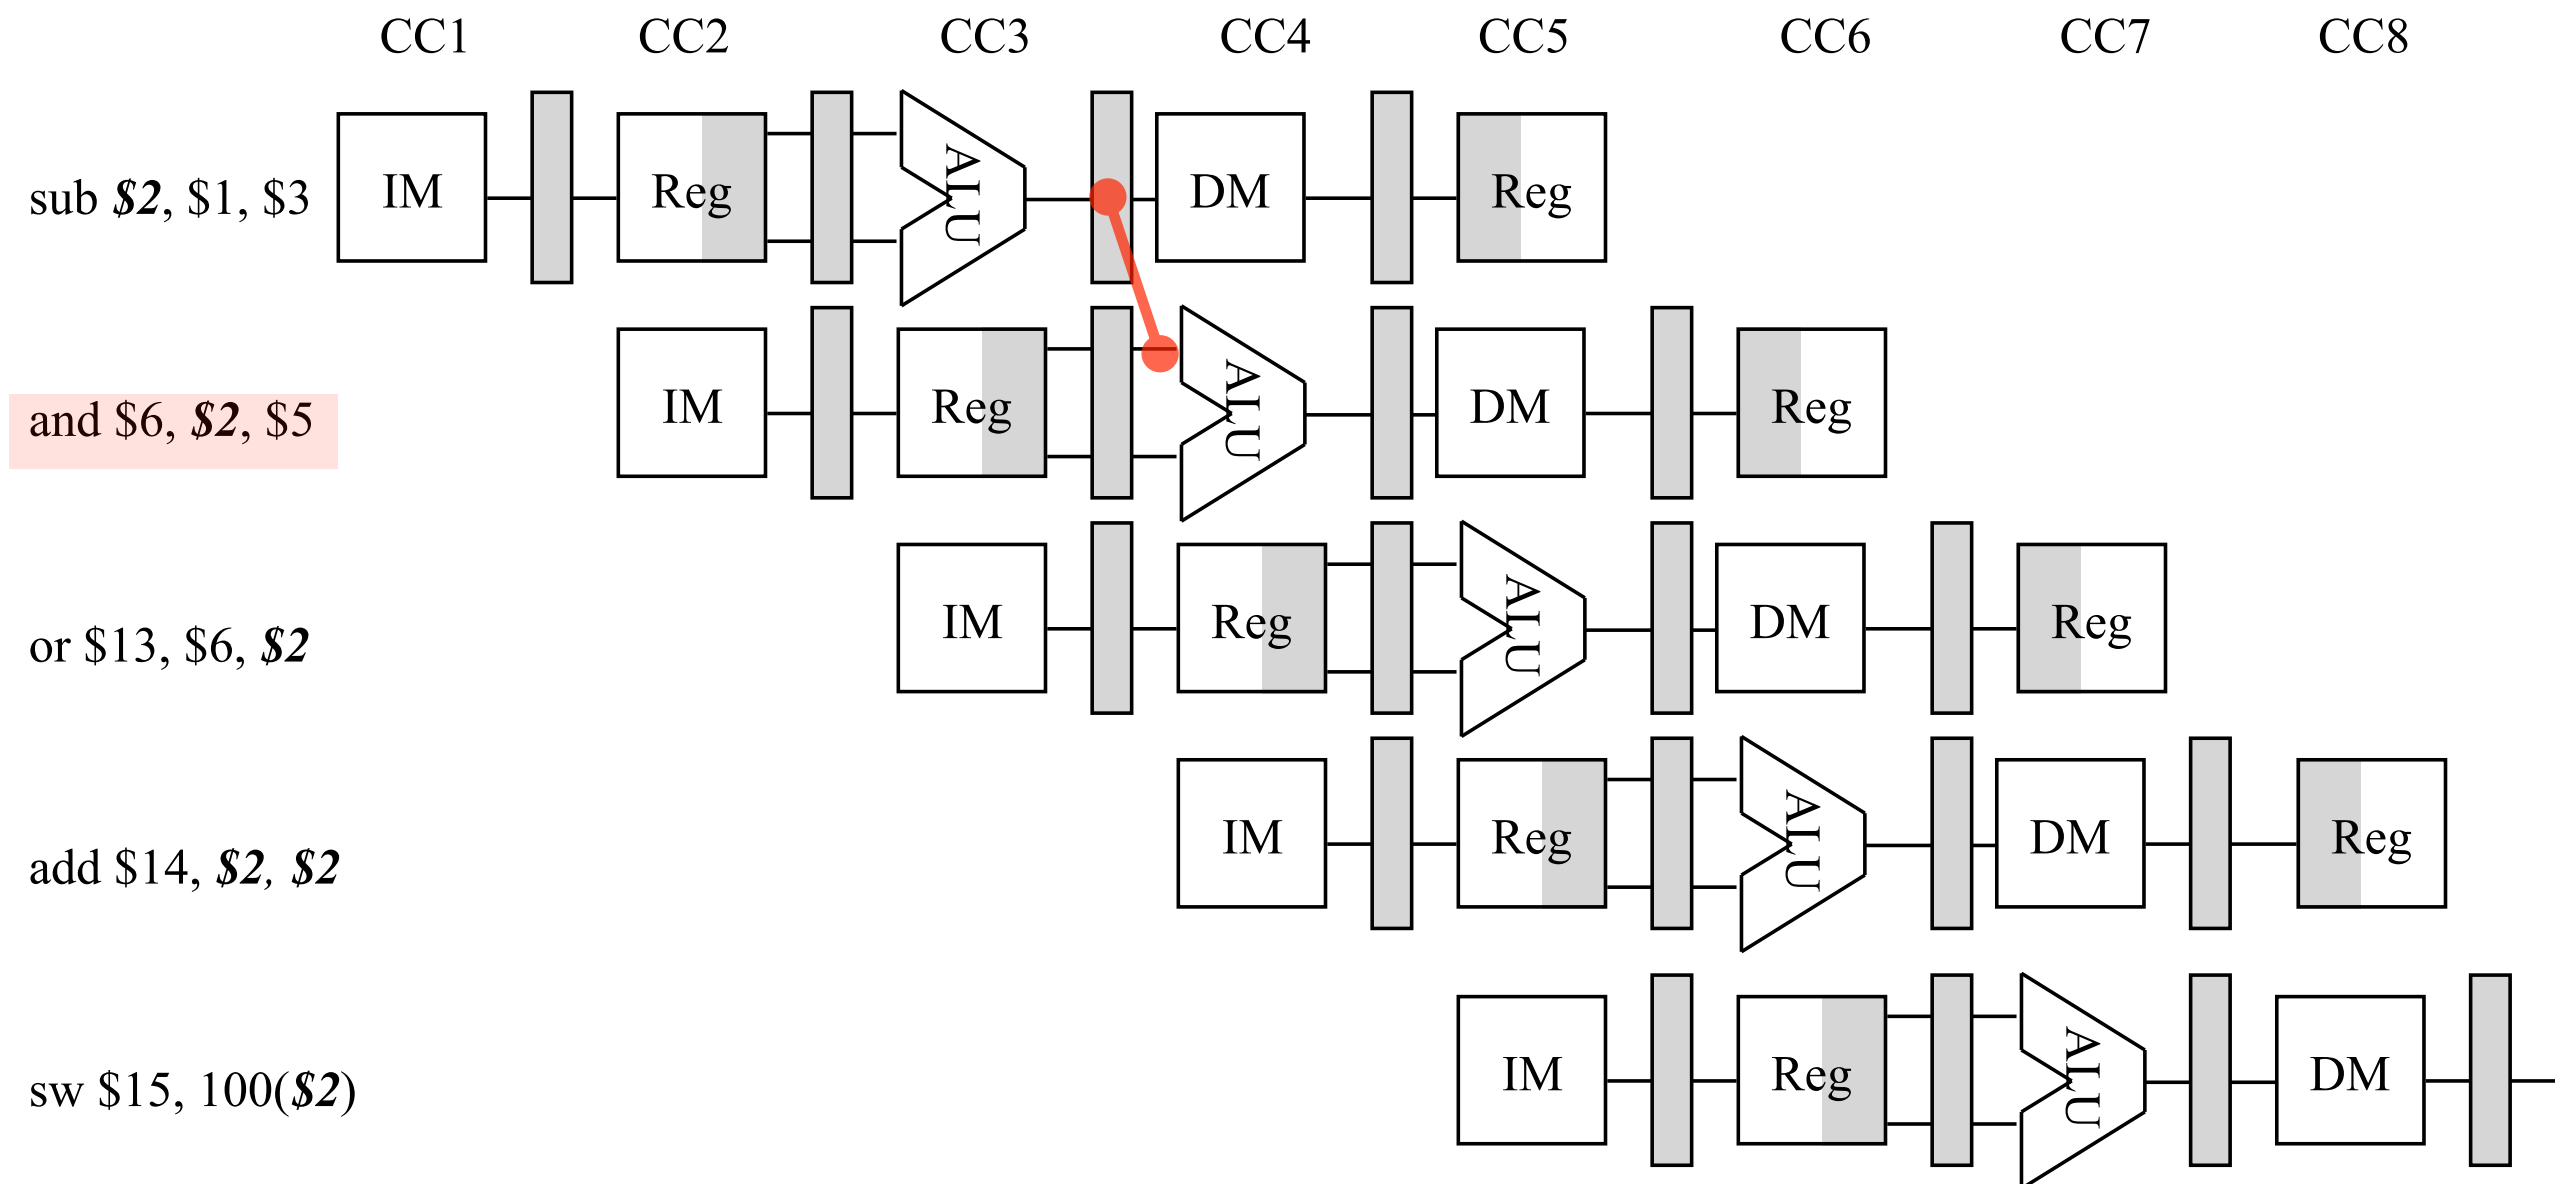 CC1 CC2 CC3 CC4 CC5 CC6 CC7 CC8
sub $2, $1, $3 IM Reg ALU DM Reg
and $6, $2, $5 IM Reg ALU DM Reg
or $13, $6, $2 IM Reg ALU DM Reg
add $14, $2, $2 IM Reg ALU DM Reg
sw $15, 100($2) IM Reg ALU DM